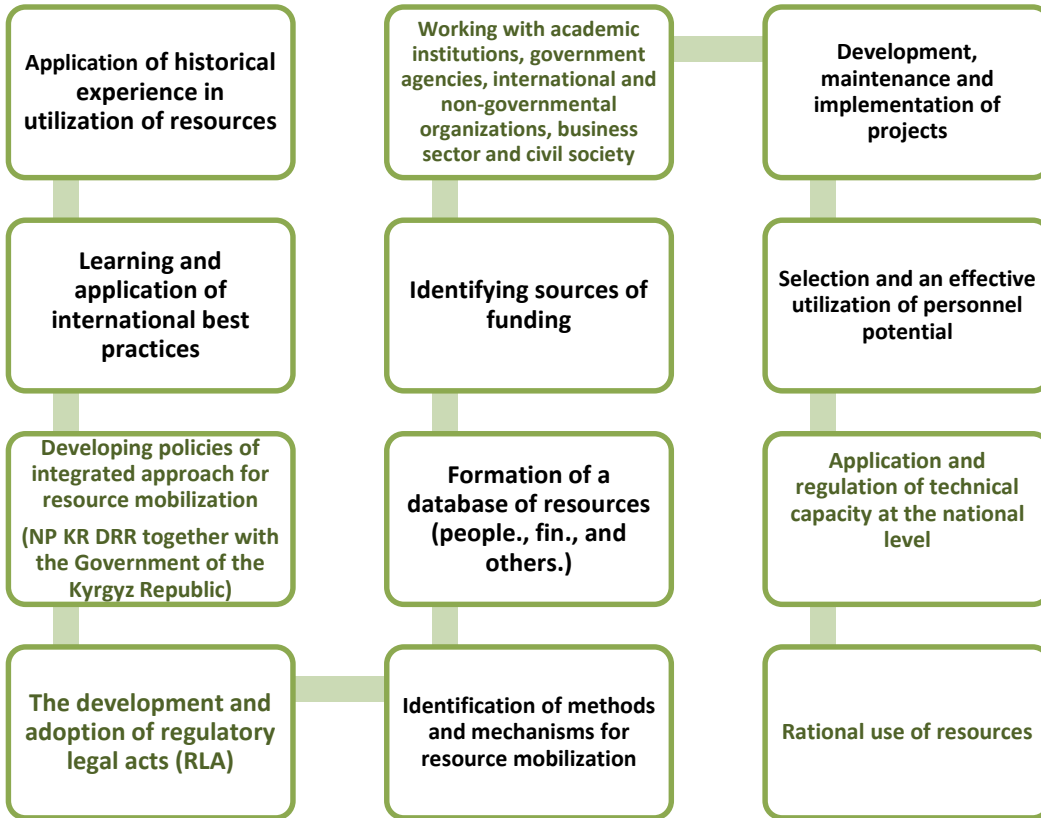 Application of historical
experience in
utilization of resources
Learning and
application of
international best
practices
Developing policies of
integrated approach for
resource mobilization
(NP KR DRR together with
the Government of the
Kyrgyz Republic)
The development and
adoption of regulatory
legal acts (RLA)
Identification of methods
and mechanisms for
resource mobilization
Formation of a
database of resources
(people., fin., and
others.)
Identifying sources of
funding
Working with academic
institutions, government
agencies, international and
non-governmental
organizations, business
sector and civil society
Development,
maintenance and
implementation of
projects
Selection and an effective
utilization of personnel
potential
Application and
regulation of technical
capacity at the national
level
Rational use of resources